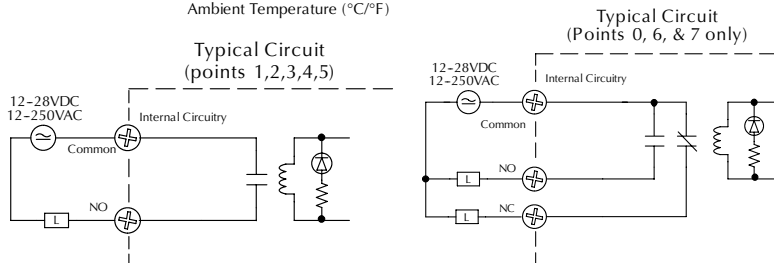 Ambient Temperature (°C/°F)
Typical Circuit
(points 1,2,3,4,5)
12-28VDC
12-250VAC
Internal Circuitry
Common
NO
L
Typical Circuit
(Points 0, 6, & 7 only)
12-28VDC
12-250VAC
Internal Circuitry
Common
NO
L
NC
L